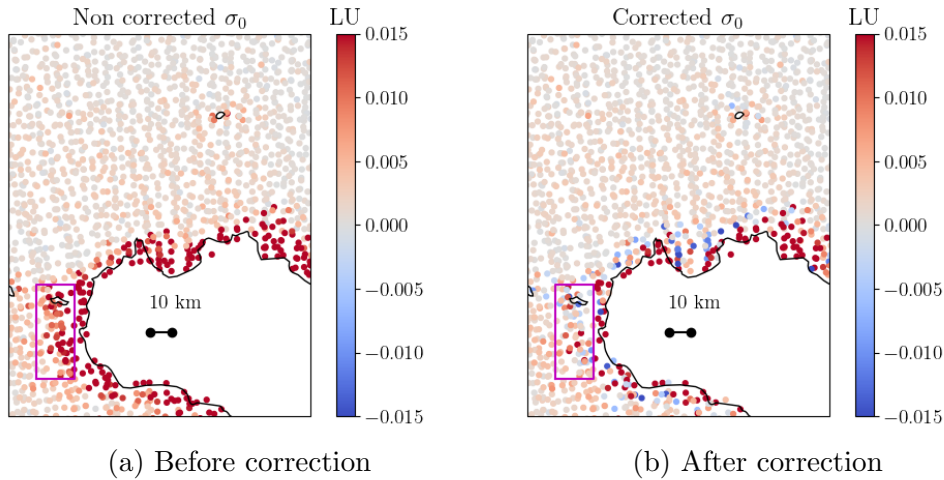 Non corrected σ₀
LU
0.015
0.010
0.005
0.000
−0.005
−0.010
−0.015
10 km
(a) Before correction
Corrected σ₀
LU
0.015
0.010
0.005
0.000
−0.005
−0.010
−0.015
10 km
(b) After correction